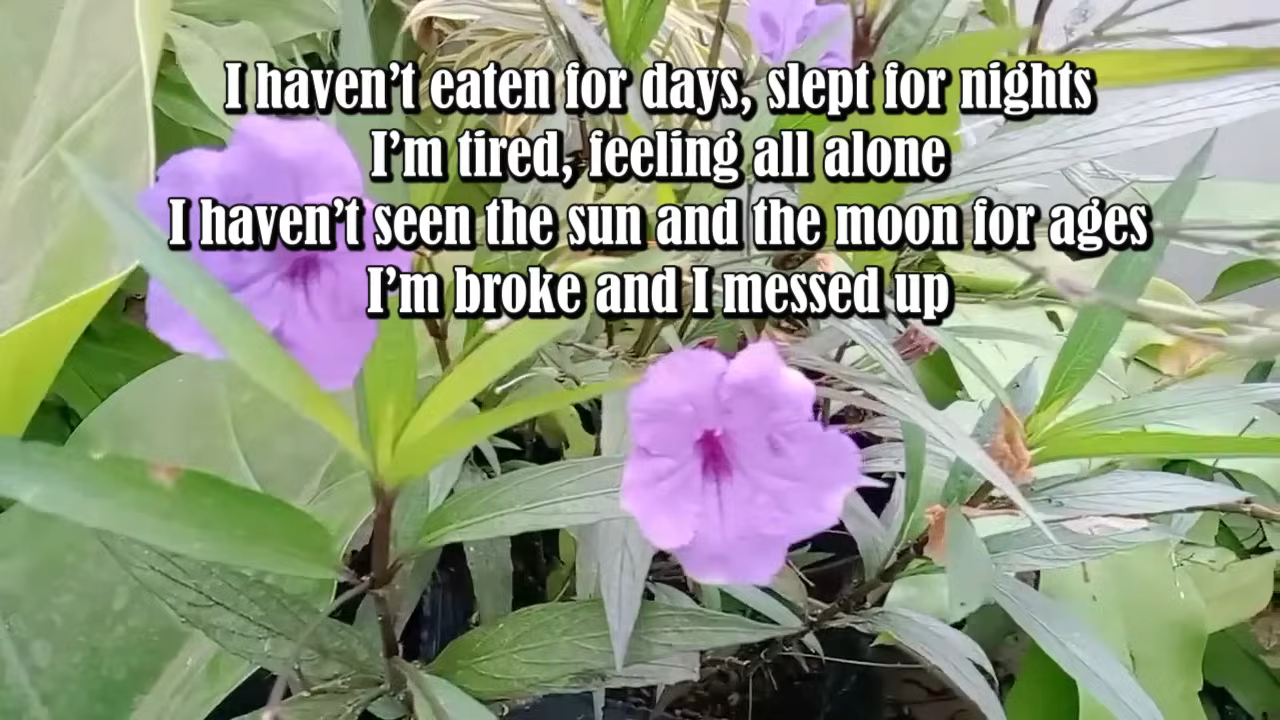 I haven’t eaten for days, slept for nights
I’m tired, feeling all alone
I haven’t seen the sun and the moon for ages
I’m broke and I messed up